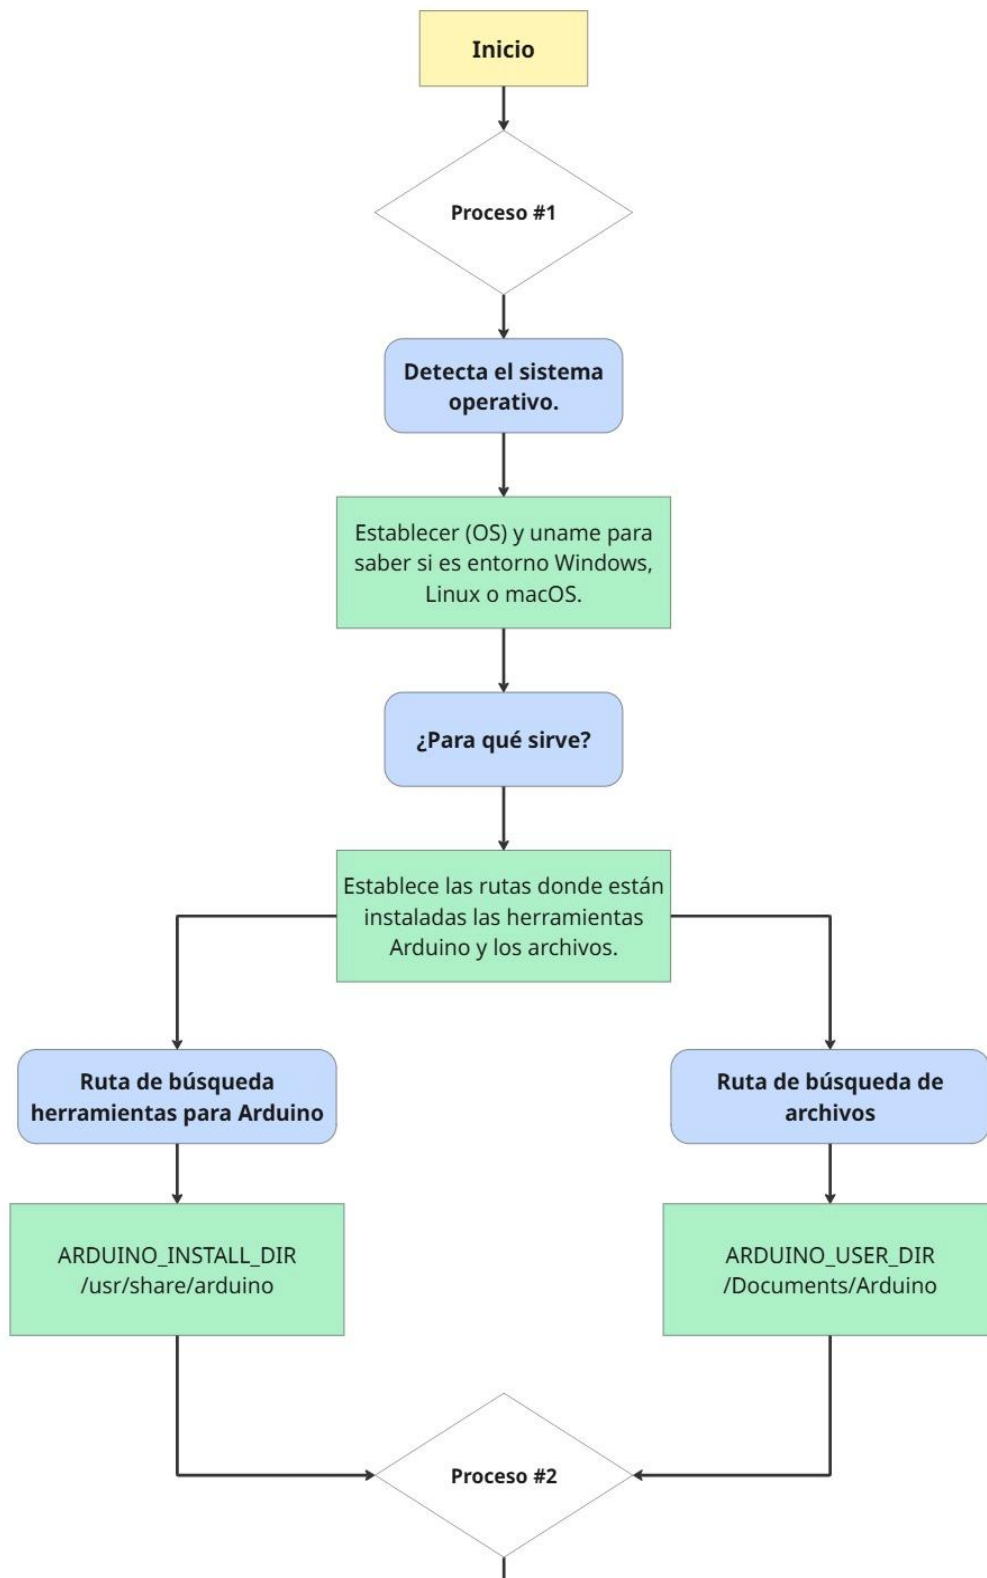 Inicio
Proceso #1
Detecta el sistema
operativo.
Establecer (OS) y uname para
saber si es entorno Windows,
Linux o macOS.
¿Para qué sirve?
Establece las rutas donde están
instaladas las herramientas
Arduino y los archivos.
Ruta de búsqueda
herramientas para Arduino
Ruta de búsqueda de
archivos
ARDUINO_INSTALL_DIR
/usr/share/arduino
ARDUINO_USER_DIR
/Documents/Arduino
Proceso #2